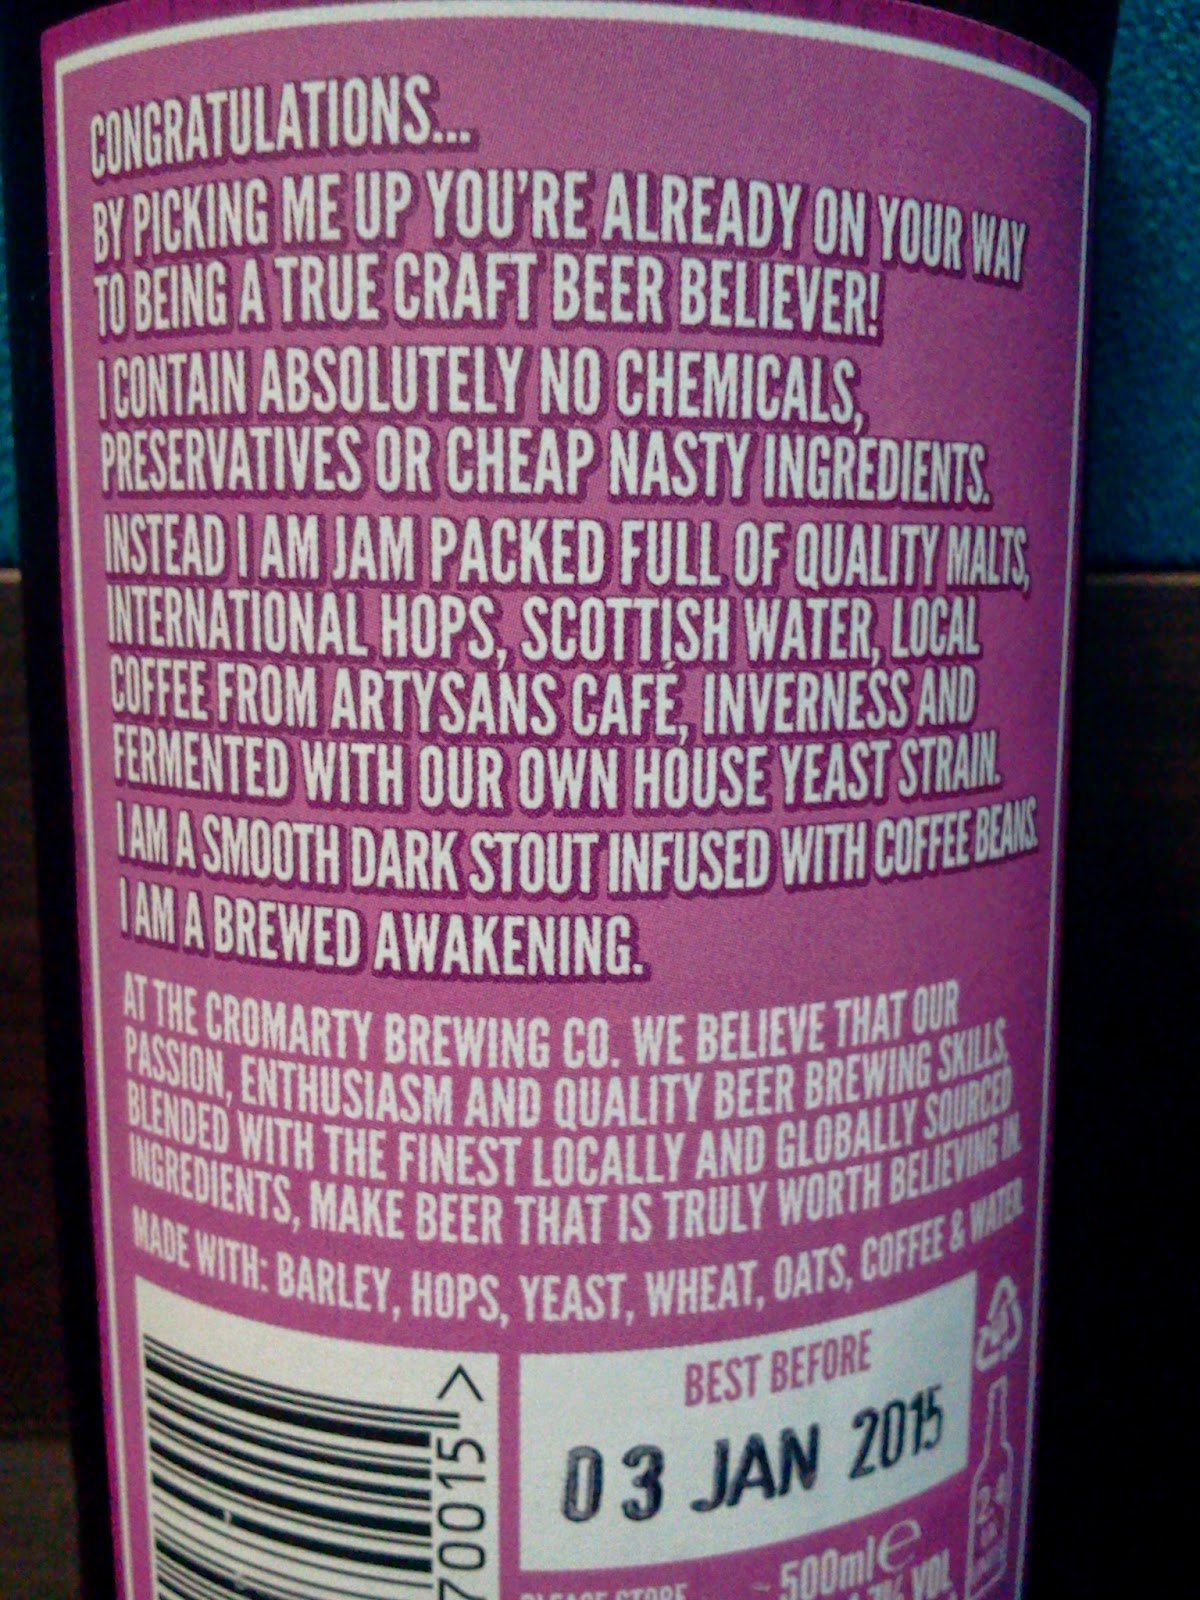 CONGRATULATIONS...
BY PICKING ME UP YOU'RE ALREADY ON YOUR WAY
TO BEING A TRUE CRAFT BEER BELIEVER!
I CONTAIN ABSOLUTELY NO CHEMICALS,
PRESERVATIVES OR CHEAP NASTY INGREDIENTS.
INSTEAD I AM JAM PACKED FULL OF QUALITY MALTS,
INTERNATIONAL HOPS, SCOTTISH WATER, LOCAL
COFFEE FROM ARTYSANS CAFÉ, INVERNESS AND
FERMENTED WITH OUR OWN HOUSE YEAST STRAIN.
I AM A SMOOTH DARK STOUT INFUSED WITH COFFEE BEANS.
I AM A BREWED AWAKENING.
AT THE CROMARTY BREWING CO. WE BELIEVE THAT OUR
PASSION, ENTHUSIASM AND QUALITY BEER BREWING SKILLS,
BLENDED WITH THE FINEST LOCALLY AND GLOBALLY SOURCED
INGREDIENTS, MAKE BEER THAT IS TRULY WORTH BELIEVING IN.
MADE WITH: BARLEY, HOPS, YEAST, WHEAT, OATS, COFFEE & WATER.
BEST BEFORE
03 JAN 2015
70015 >
500ml e
VOL
PLEASE STORE